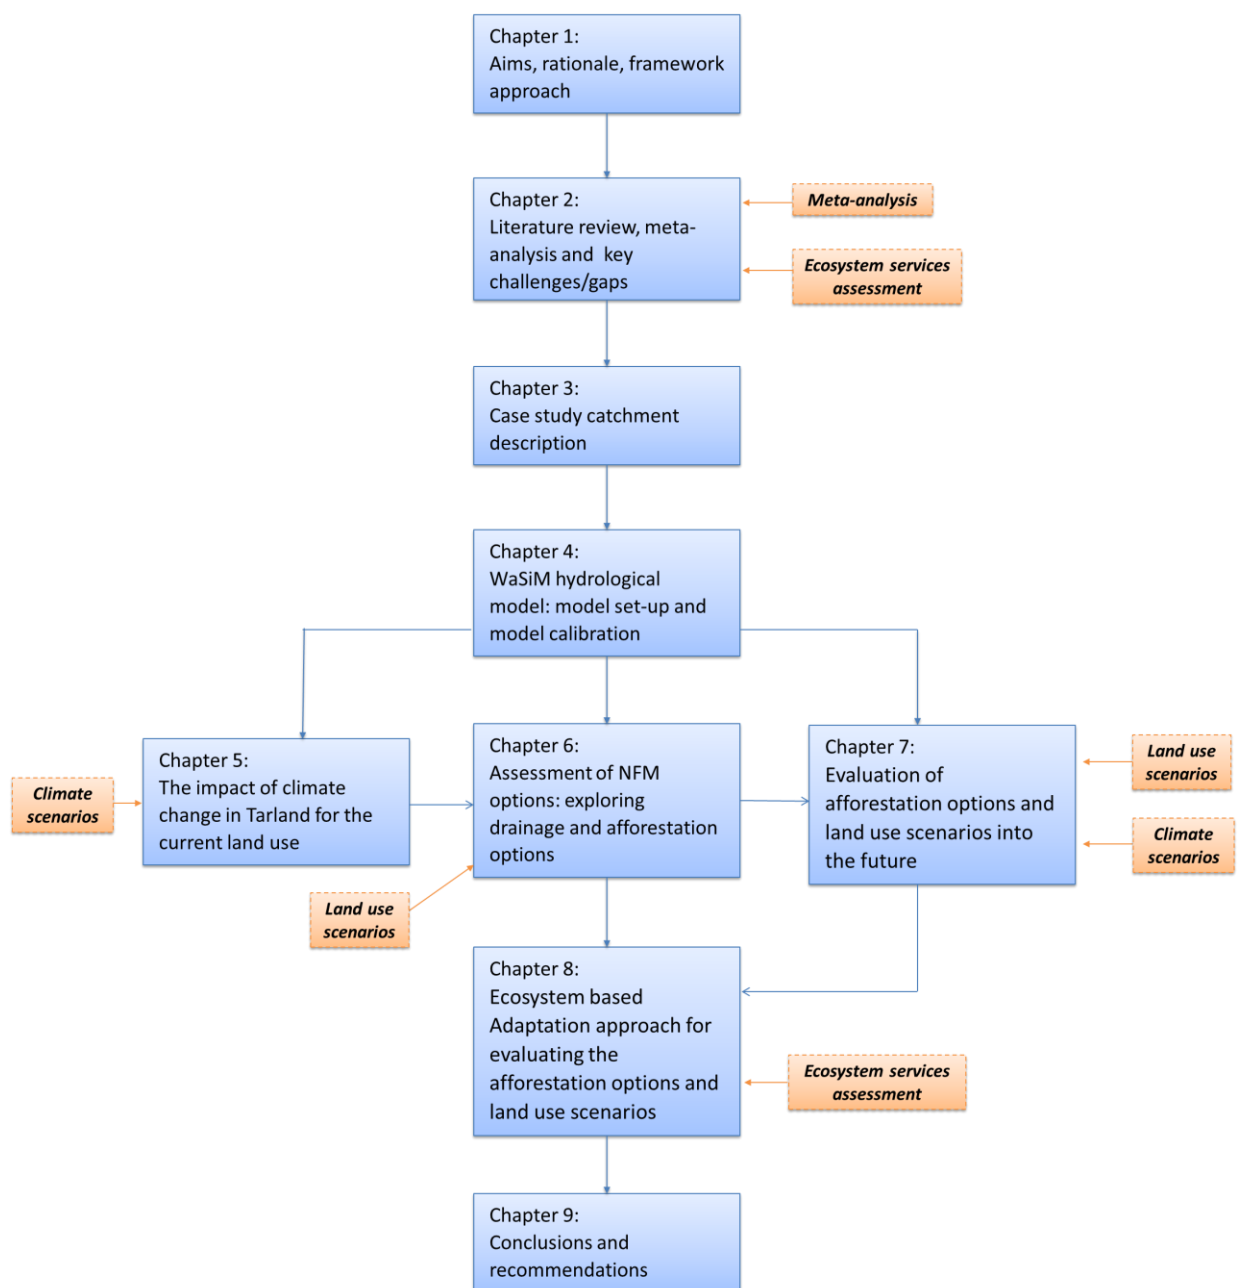 Chapter 1:
Aims, rationale, framework
approach
Chapter 2:
Literature review, meta-
analysis and key
challenges/gaps
Meta-analysis
Ecosystem services
assessment
Chapter 3:
Case study catchment
description
Chapter 4:
WaSiM hydrological
model: model set-up and
model calibration
Climate
scenarios
Chapter 5:
The impact of climate
change in Tarland for the
current land use
Chapter 6:
Assessment of NFM
options: exploring
drainage and afforestation
options
Land use
scenarios
Chapter 7:
Evaluation of
afforestation options and
land use scenarios into
the future
Land use
scenarios
Climate
scenarios
Chapter 8:
Ecosystem based
Adaptation approach for
evaluating the
afforestation options and
land use scenarios
Ecosystem services
assessment
Chapter 9:
Conclusions and
recommendations